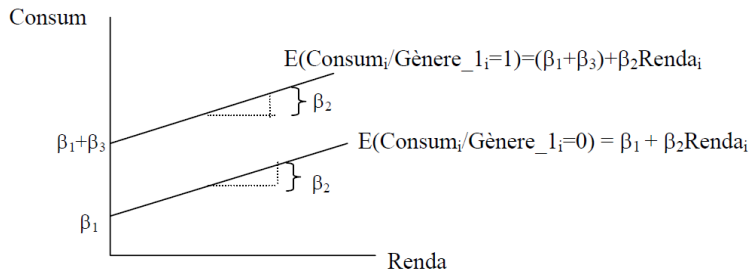 Consum
E(Consumᵢ/Gènere_1ᵢ=1)=(β₁+β₃)+β₂Rendaᵢ
β₂
β₁+β₃
E(Consumᵢ/Gènere_1ᵢ=0) = β₁ + β₂Rendaᵢ
β₂
β₁
Renda